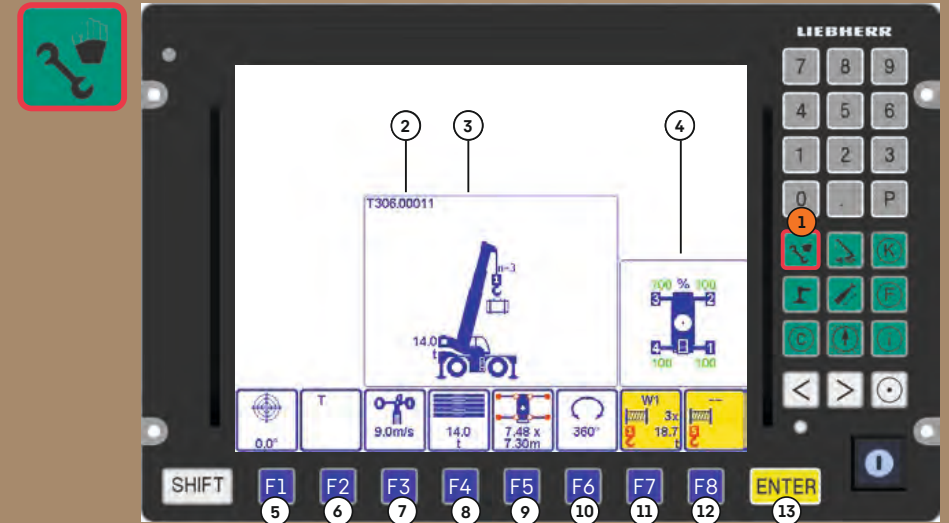 LIEBHERR
7 8 9
4 5 6
1 2 3
0 . P
1
K
F
C i
< >
2 3 4
T306.00011
n=3
1
14.0
t
100 % 100
3 2
4 1
100 100
0.0°
T
9.0m/s
14.0
t
7.48 x
7.30m
360°
W1
3x
18.7
t
--
SHIFT F1 F2 F3 F4 F5 F6 F7 F8 ENTER
5 6 7 8 9 10 11 12 13